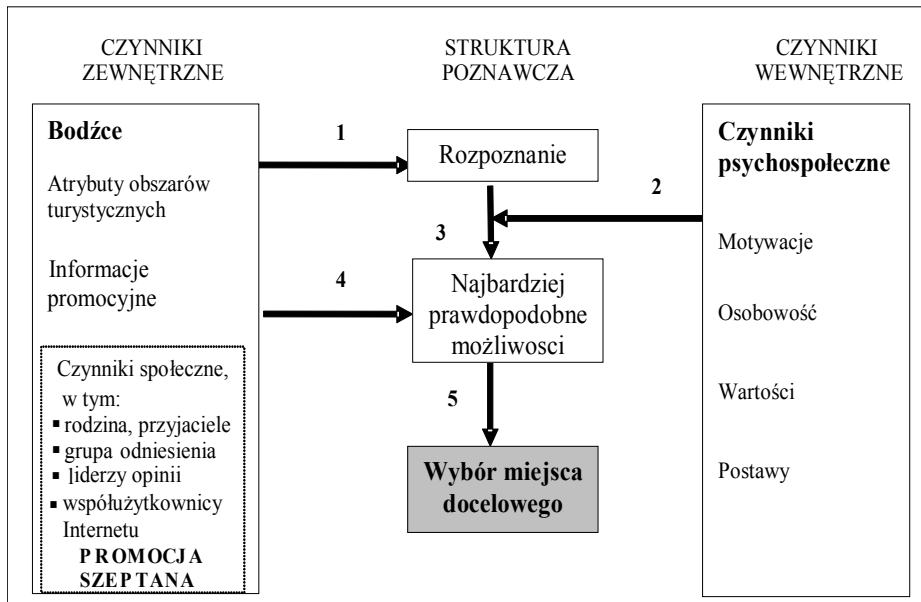 CZYNNIKI
ZEWNĘTRZNE
STRUKTURA
POZNAWCZA
CZYNNIKI
WEWNĘTRZNE
Bodźce
Atrybuty obszarów
turystycznych
Informacje
promocyjne
Czynniki społeczne,
w tym:
▪ rodzina, przyjaciele
▪ grupa odniesienia
▪ liderzy opinii
▪ współużytkownicy
Internetu
PROMOCJA
SZEPTANA
1
Rozpoznanie
2
3
4
Najbardziej
prawdopodobne
możliwosci
5
Wybór miejsca
docelowego
Czynniki
psychospołeczne
Motywacje
Osobowość
Wartości
Postawy